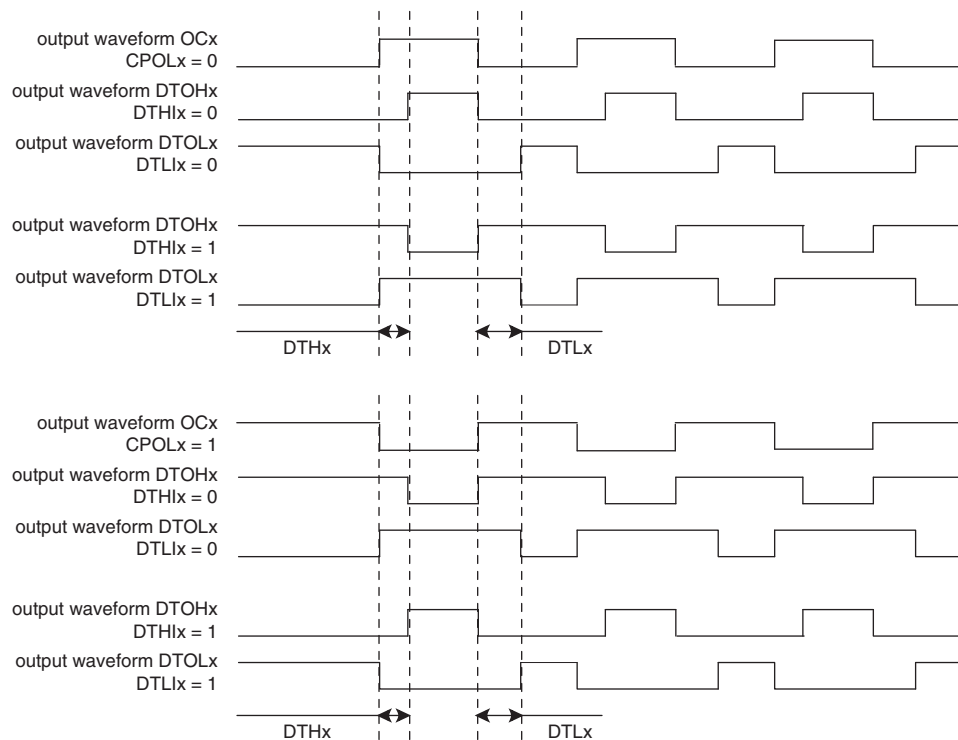 output waveform OCx
CPOLx = 0
output waveform DTOHx
DTHIx = 0
output waveform DTOLx
DTLIx = 0
output waveform DTOHx
DTHIx = 1
output waveform DTOLx
DTLIx = 1
DTHx DTLx
output waveform OCx
CPOLx = 1
output waveform DTOHx
DTHIx = 0
output waveform DTOLx
DTLIx = 0
output waveform DTOHx
DTHIx = 1
output waveform DTOLx
DTLIx = 1
DTHx DTLx